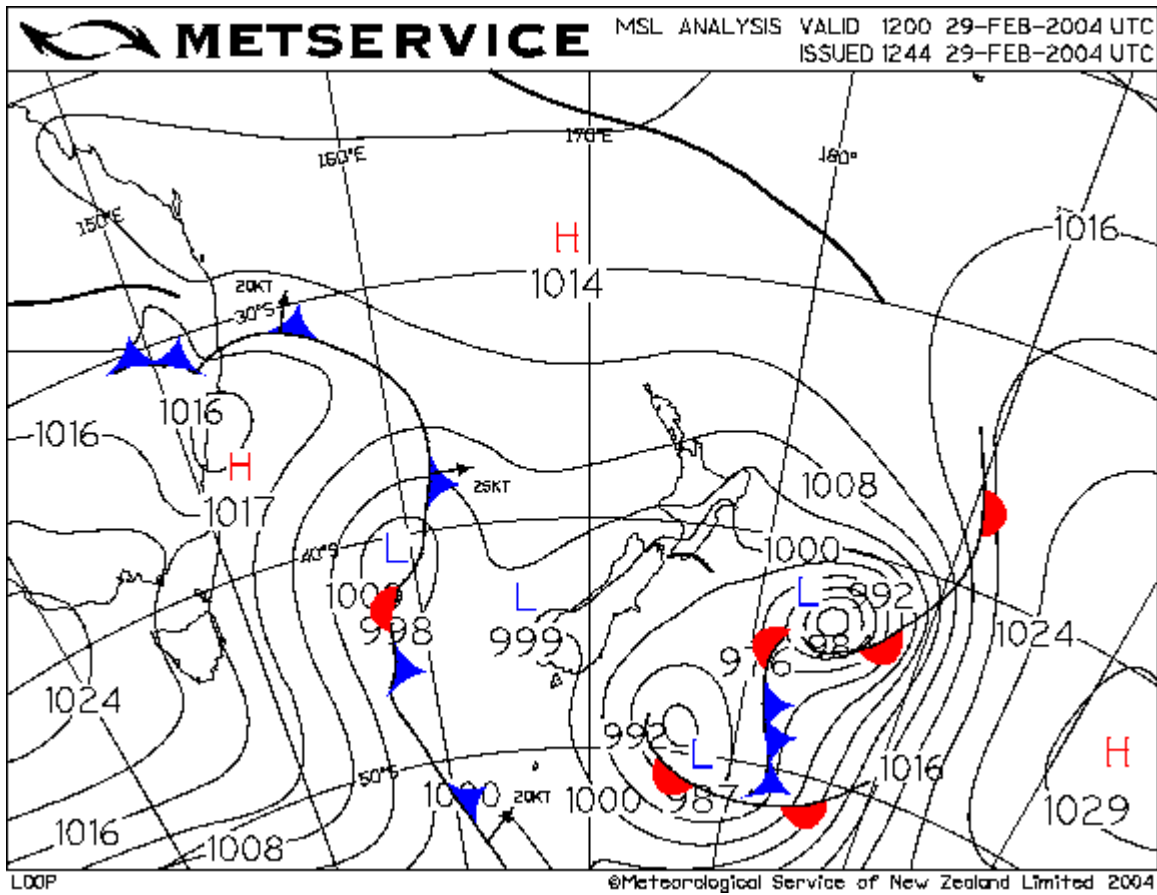 METSERVICE
MSL ANALYSIS VALID 1200 29-FEB-2004 UTC
ISSUED 1244 29-FEB-2004 UTC
170°E
160°E
180°
150°E
1016
H
20KT
1014
30°S
1016
1016
H
25KT
1008
1017
40°S
L
1000
L
L
992
1000
998
999
984
1024
976
1024
992
L
H
50°S
1016
1000
20KT
1000
987
1029
1016
1008
LOOP
©Meteorological Service of New Zealand Limited 2004